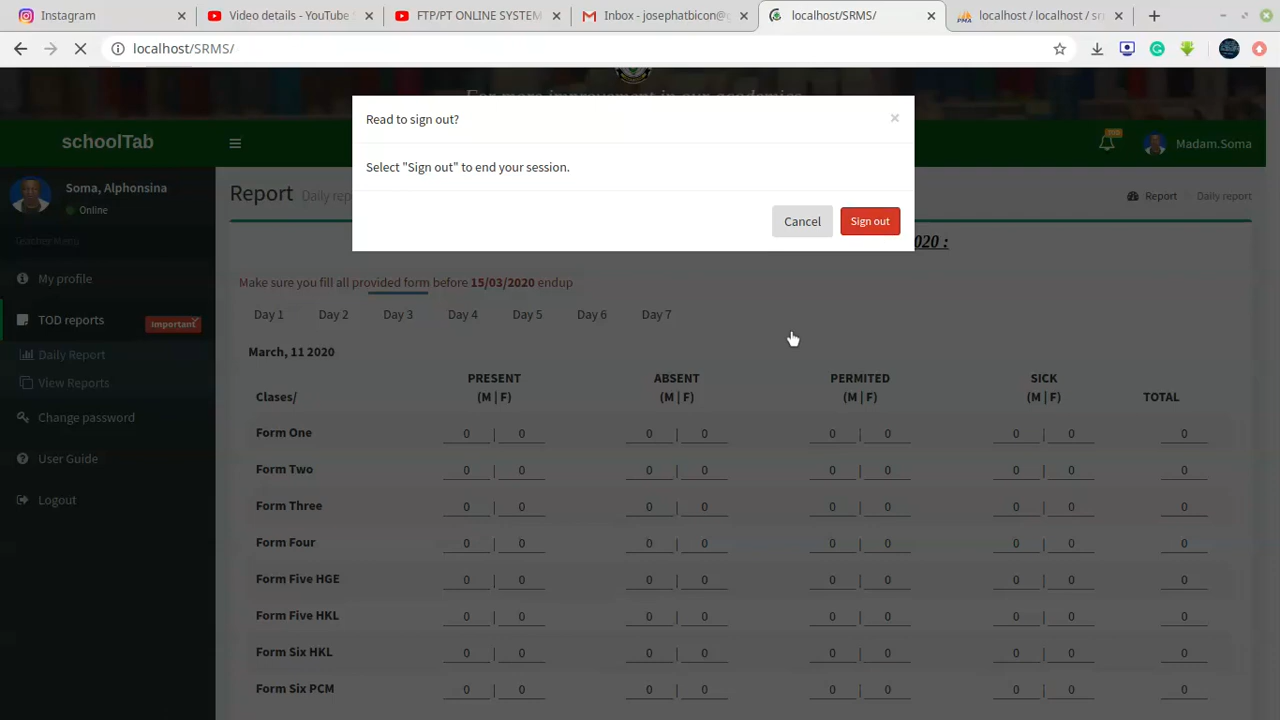 Instagram
Video details - YouTube S
FTP/PT ONLINE SYSTEM
Inbox - josephatbicon@g
localhost/SRMS/
localhost / localhost / srm
localhost/SRMS/
For more improvement in our academics
Read to sign out?
Select "Sign out" to end your session.
Cancel
Sign out
schoolTab
Madam.Soma
Soma, Alphonsina
Online
My profile
TOD reports
Important
Daily Report
View Reports
Change password
User Guide
Logout
Report
Daily rep
Report
Daily report
020 :
Make sure you fill all provided form before 15/03/2020 endup
Day 1 Day 2 Day 3 Day 4 Day 5 Day 6 Day 7
March, 11 2020
PRESENT ABSENT PERMITED SICK
Clases/ (M | F) (M | F) (M | F) (M | F) TOTAL
Form One 0 | 0 0 | 0 0 | 0 0 | 0 0
Form Two 0 | 0 0 | 0 0 | 0 0 | 0 0
Form Three 0 | 0 0 | 0 0 | 0 0 | 0 0
Form Four 0 | 0 0 | 0 0 | 0 0 | 0 0
Form Five HGE 0 | 0 0 | 0 0 | 0 0 | 0 0
Form Five HKL 0 | 0 0 | 0 0 | 0 0 | 0 0
Form Six HKL 0 | 0 0 | 0 0 | 0 0 | 0 0
Form Six PCM 0 | 0 0 | 0 0 | 0 0 | 0 0